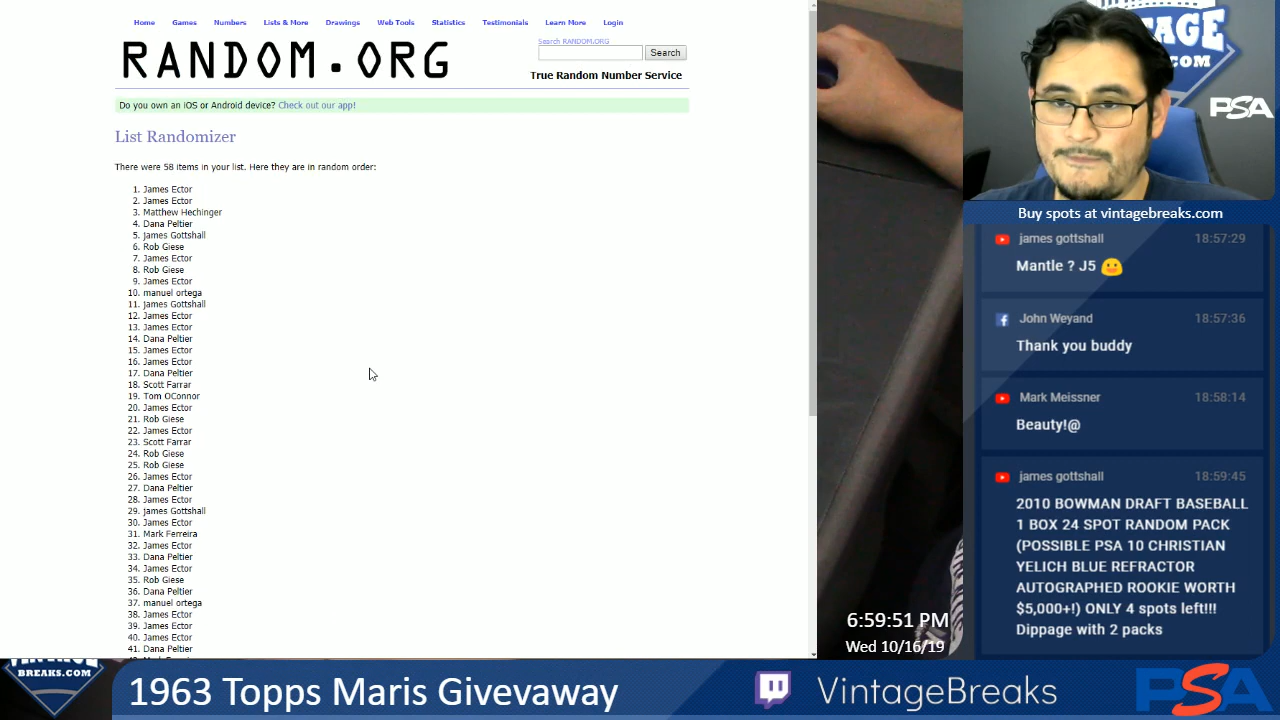 Home Games Numbers Lists & More Drawings Web Tools Statistics Testimonials Learn More Login
RANDOM.ORG
Search RANDOM.ORG
Search
True Random Number Service
Do you own an iOS or Android device? Check out our app!
List Randomizer
There were 58 items in your list. Here they are in random order:
1. James Ector
2. James Ector
3. Matthew Hechinger
4. Dana Peltier
5. james Gottshall
6. Rob Giese
7. James Ector
8. Rob Giese
9. James Ector
10. manuel ortega
11. james Gottshall
12. James Ector
13. James Ector
14. Dana Peltier
15. James Ector
16. James Ector
17. Dana Peltier
18. Scott Farrar
19. Tom OConnor
20. James Ector
21. Rob Giese
22. James Ector
23. Scott Farrar
24. Rob Giese
25. Rob Giese
26. James Ector
27. Dana Peltier
28. James Ector
29. james Gottshall
30. James Ector
31. Mark Ferreira
32. James Ector
33. Dana Peltier
34. James Ector
35. Rob Giese
36. Dana Peltier
37. manuel ortega
38. James Ector
39. James Ector
40. James Ector
41. Dana Peltier
VINTAGE
PSA
Buy spots at vintagebreaks.com
james gottshall 18:57:29
Mantle ? J5 😛
John Weyand 18:57:36
Thank you buddy
Mark Meissner 18:58:14
Beauty!@
james gottshall 18:59:45
2010 BOWMAN DRAFT BASEBALL
1 BOX 24 SPOT RANDOM PACK
(POSSIBLE PSA 10 CHRISTIAN
YELICH BLUE REFRACTOR
AUTOGRAPHED ROOKIE WORTH
$5,000+!) ONLY 4 spots left!!!
Dippage with 2 packs
6:59:51 PM
Wed 10/16/19
BREAKS.COM
1963 Topps Maris Givevaway
VintageBreaks
PSA